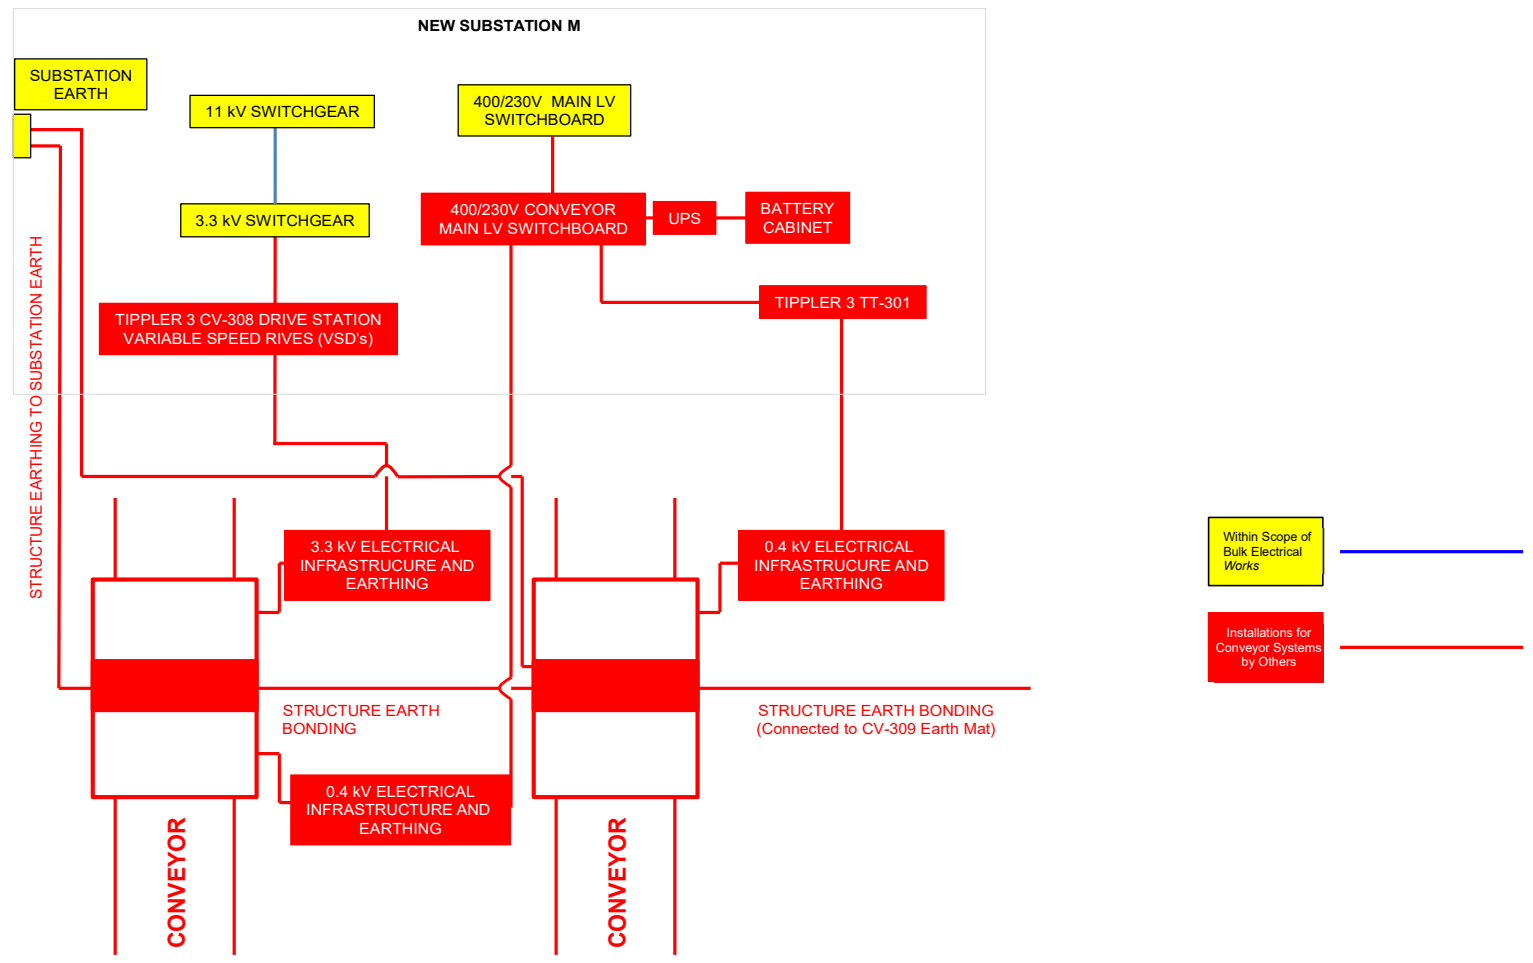 NEW SUBSTATION M
SUBSTATION
EARTH
11 kV SWITCHGEAR
400/230V  MAIN LV
SWITCHBOARD
3.3 kV SWITCHGEAR
400/230V CONVEYOR
MAIN LV SWITCHBOARD
UPS
BATTERY
CABINET
STRUCTURE EARTHING TO SUBSTATION EARTH
TIPPLER 3 CV-308 DRIVE STATION
VARIABLE SPEED RIVES (VSD's)
TIPPLER 3 TT-301
3.3 kV ELECTRICAL
INFRASTRUCURE AND
EARTHING
0.4 kV ELECTRICAL
INFRASTRUCURE AND
EARTHING
Within Scope of
Bulk Electrical
Works
Installations for
Conveyor Systems
by Others
STRUCTURE EARTH
BONDING
STRUCTURE EARTH BONDING
(Connected to CV-309 Earth Mat)
0.4 kV ELECTRICAL
INFRASTRUCTURE AND
EARTHING
CONVEYOR
CONVEYOR